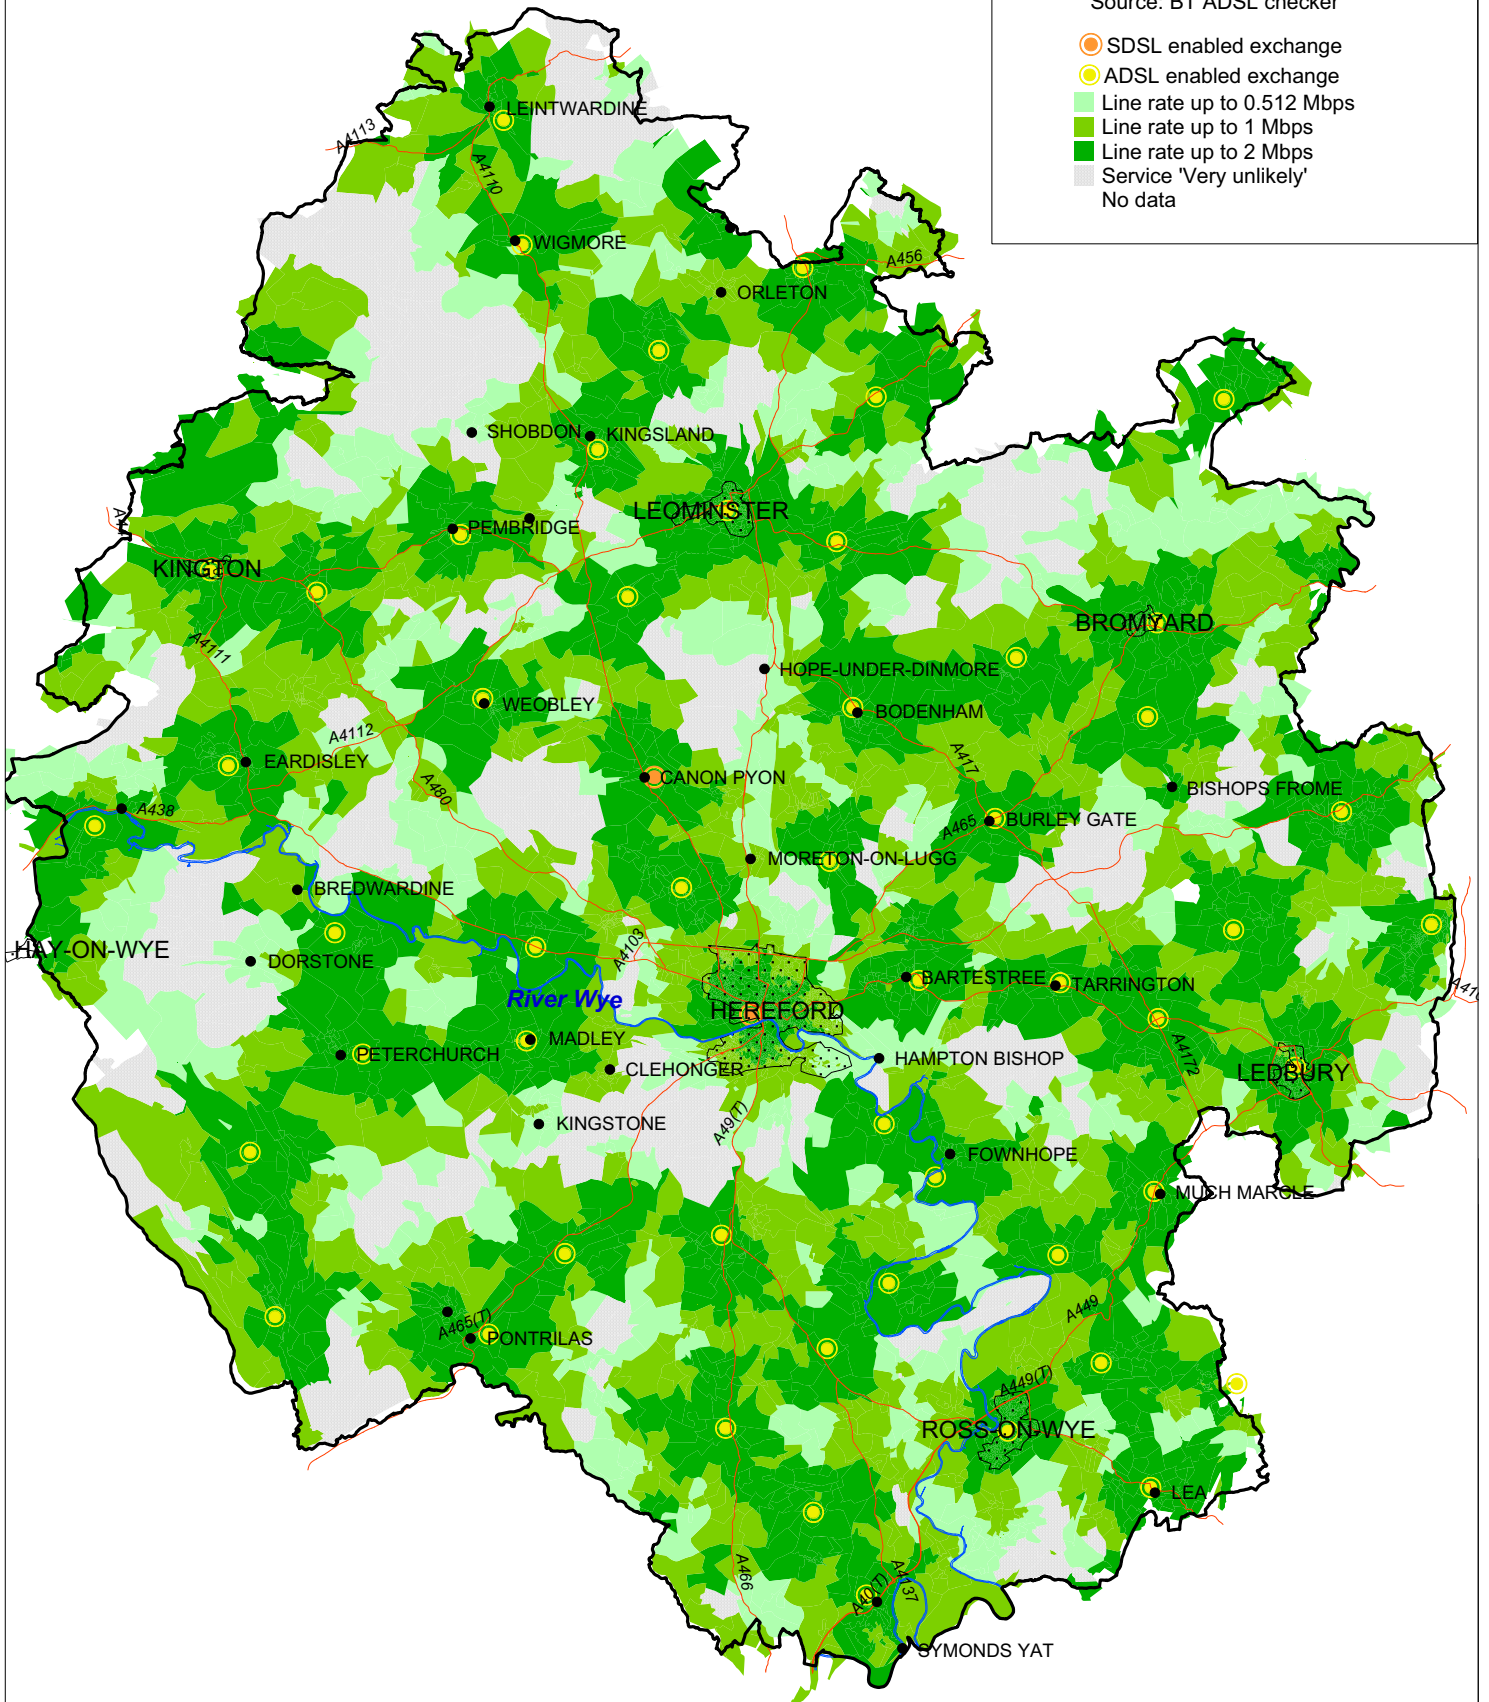 Source: BT ADSL checker
SDSL enabled exchange
ADSL enabled exchange
Line rate up to 0.512 Mbps
Line rate up to 1 Mbps
Line rate up to 2 Mbps
Service 'Very unlikely'
No data
LEINTWARDINE
A4113
A4110
WIGMORE
A456
ORLETON
SHOBDON
KINGSLAND
LEOMINSTER
PEMBRIDGE
KINGTON
BROMYARD
A4111
HOPE-UNDER-DINMORE
WEOBLEY
BODENHAM
A4112
A417
EARDISLEY
CANON PYON
A480
BISHOPS FROME
A438
A465
BURLEY GATE
MORETON-ON-LUGG
BREDWARDINE
HAY-ON-WYE
A4103
DORSTONE
BARTESTREE
TARRINGTON
River Wye
HEREFORD
MADLEY
PETERCHURCH
HAMPTON BISHOP
A4172
CLEHONGER
LEDBURY
KINGSTONE
A49(T)
FOWNHOPE
MUCH MARCLE
A449
A465(T)
PONTRILAS
A449(T)
ROSS-ON-WYE
LEA
A466
A40(T)
A4137
SYMONDS YAT